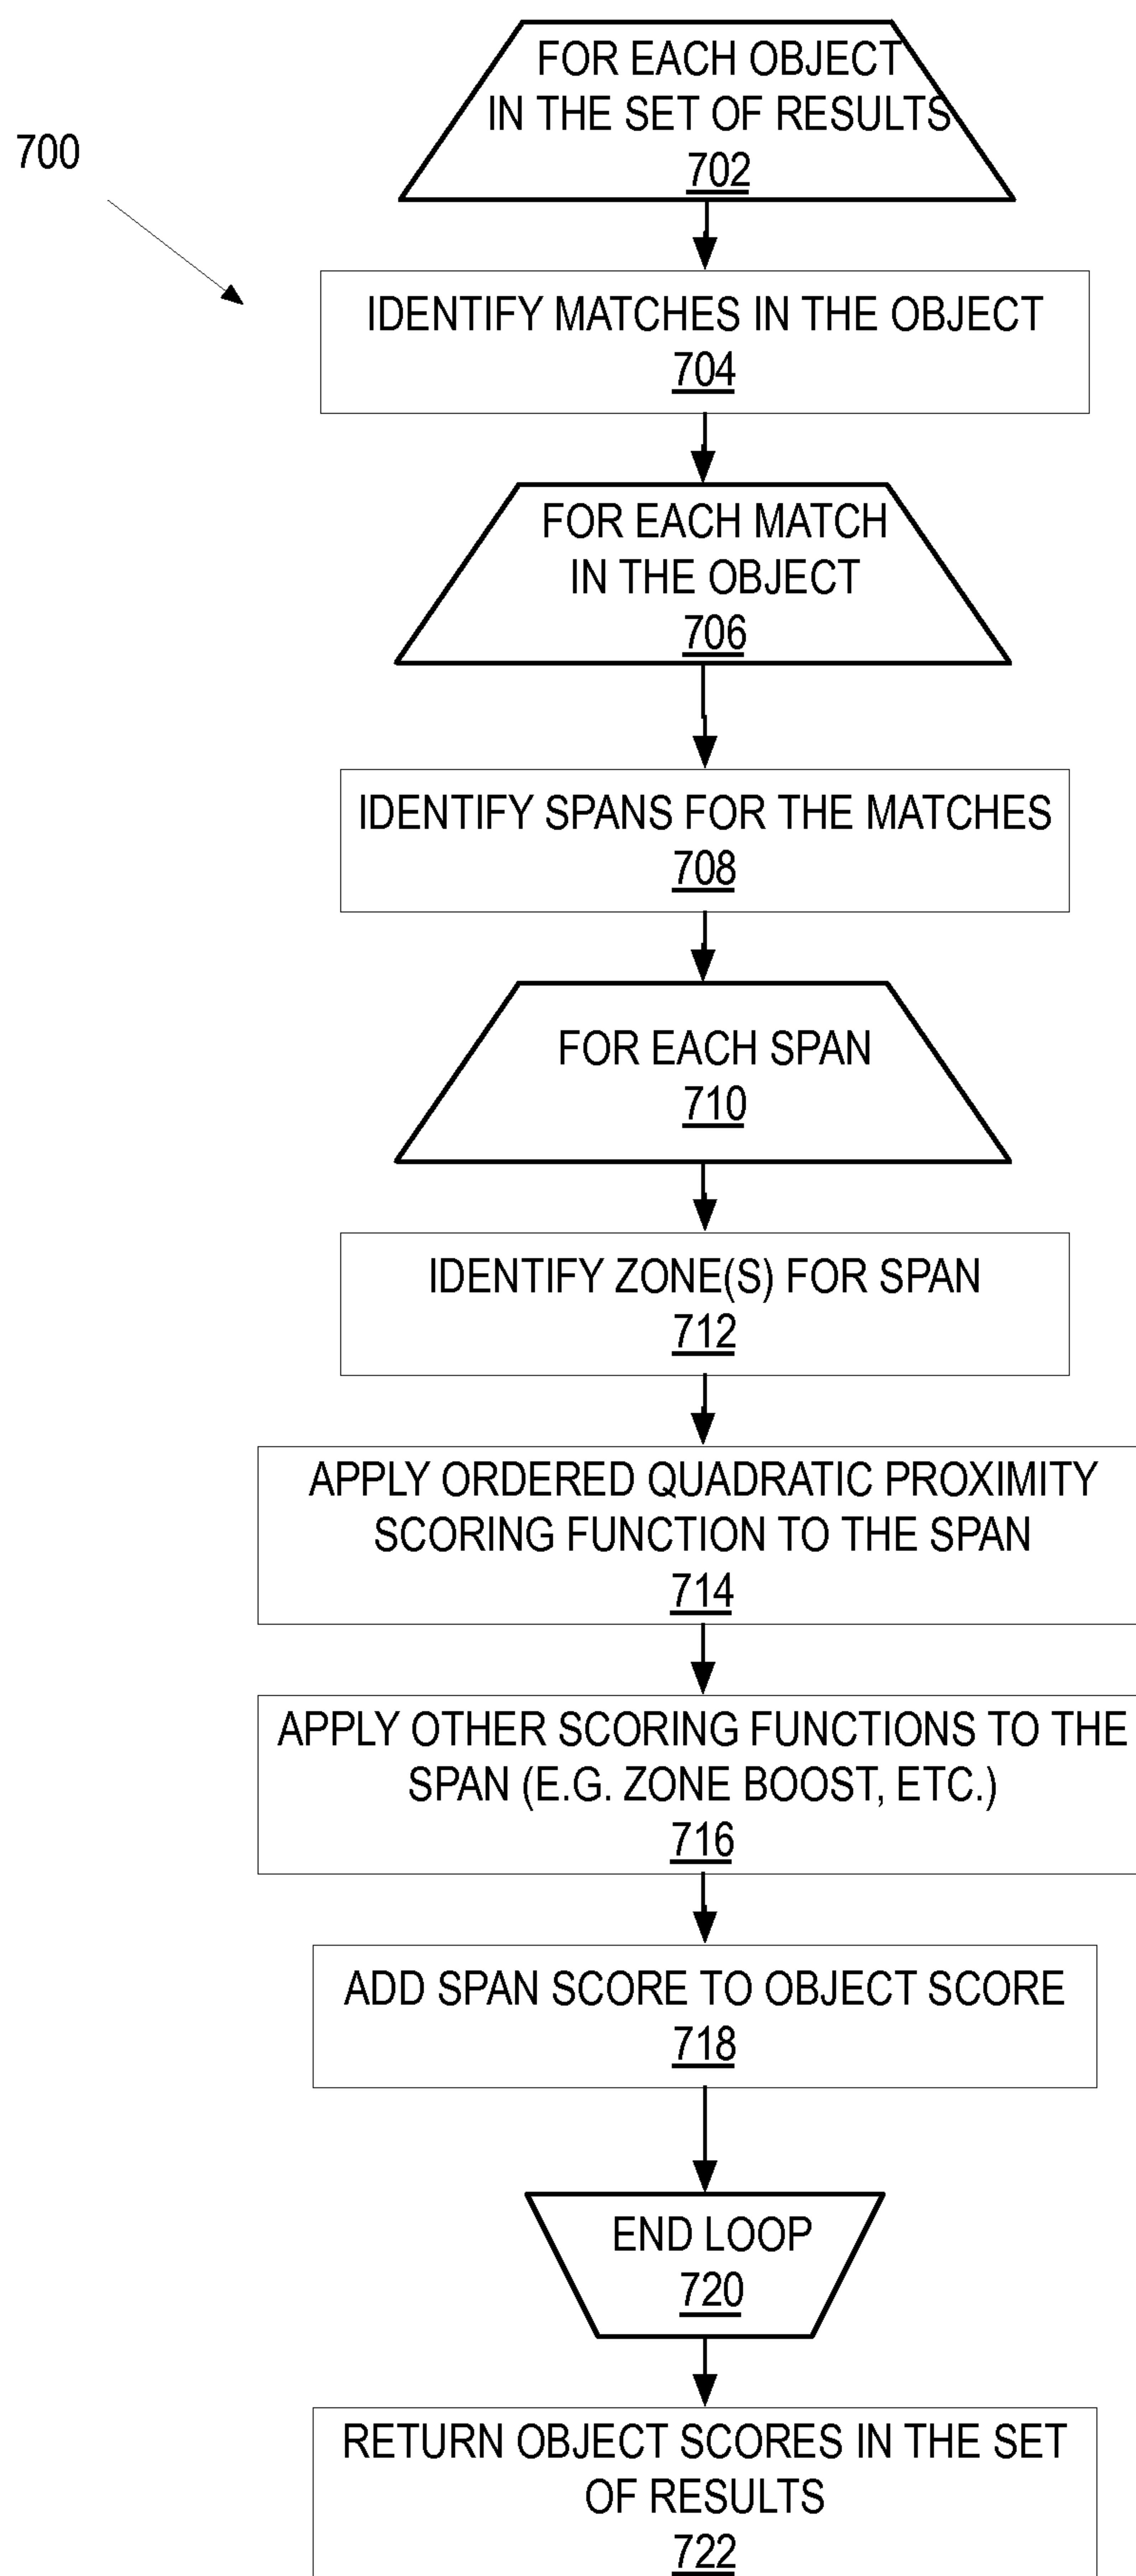 700
FOR EACH OBJECT
IN THE SET OF RESULTS
702
IDENTIFY MATCHES IN THE OBJECT
704
FOR EACH MATCH
IN THE OBJECT
706
IDENTIFY SPANS FOR THE MATCHES
708
FOR EACH SPAN
710
IDENTIFY ZONE(S) FOR SPAN
712
APPLY ORDERED QUADRATIC PROXIMITY
SCORING FUNCTION TO THE SPAN
714
APPLY OTHER SCORING FUNCTIONS TO THE
SPAN (E.G. ZONE BOOST, ETC.)
716
ADD SPAN SCORE TO OBJECT SCORE
718
END LOOP
720
RETURN OBJECT SCORES IN THE SET
OF RESULTS
722